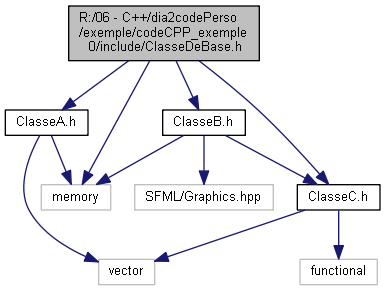 R:/06 - C++/dia2codePerso
/exemple/codeCPP_exemple
0/include/ClasseDeBase.h
ClasseA.h
ClasseB.h
memory
SFML/Graphics.hpp
ClasseC.h
vector
functional